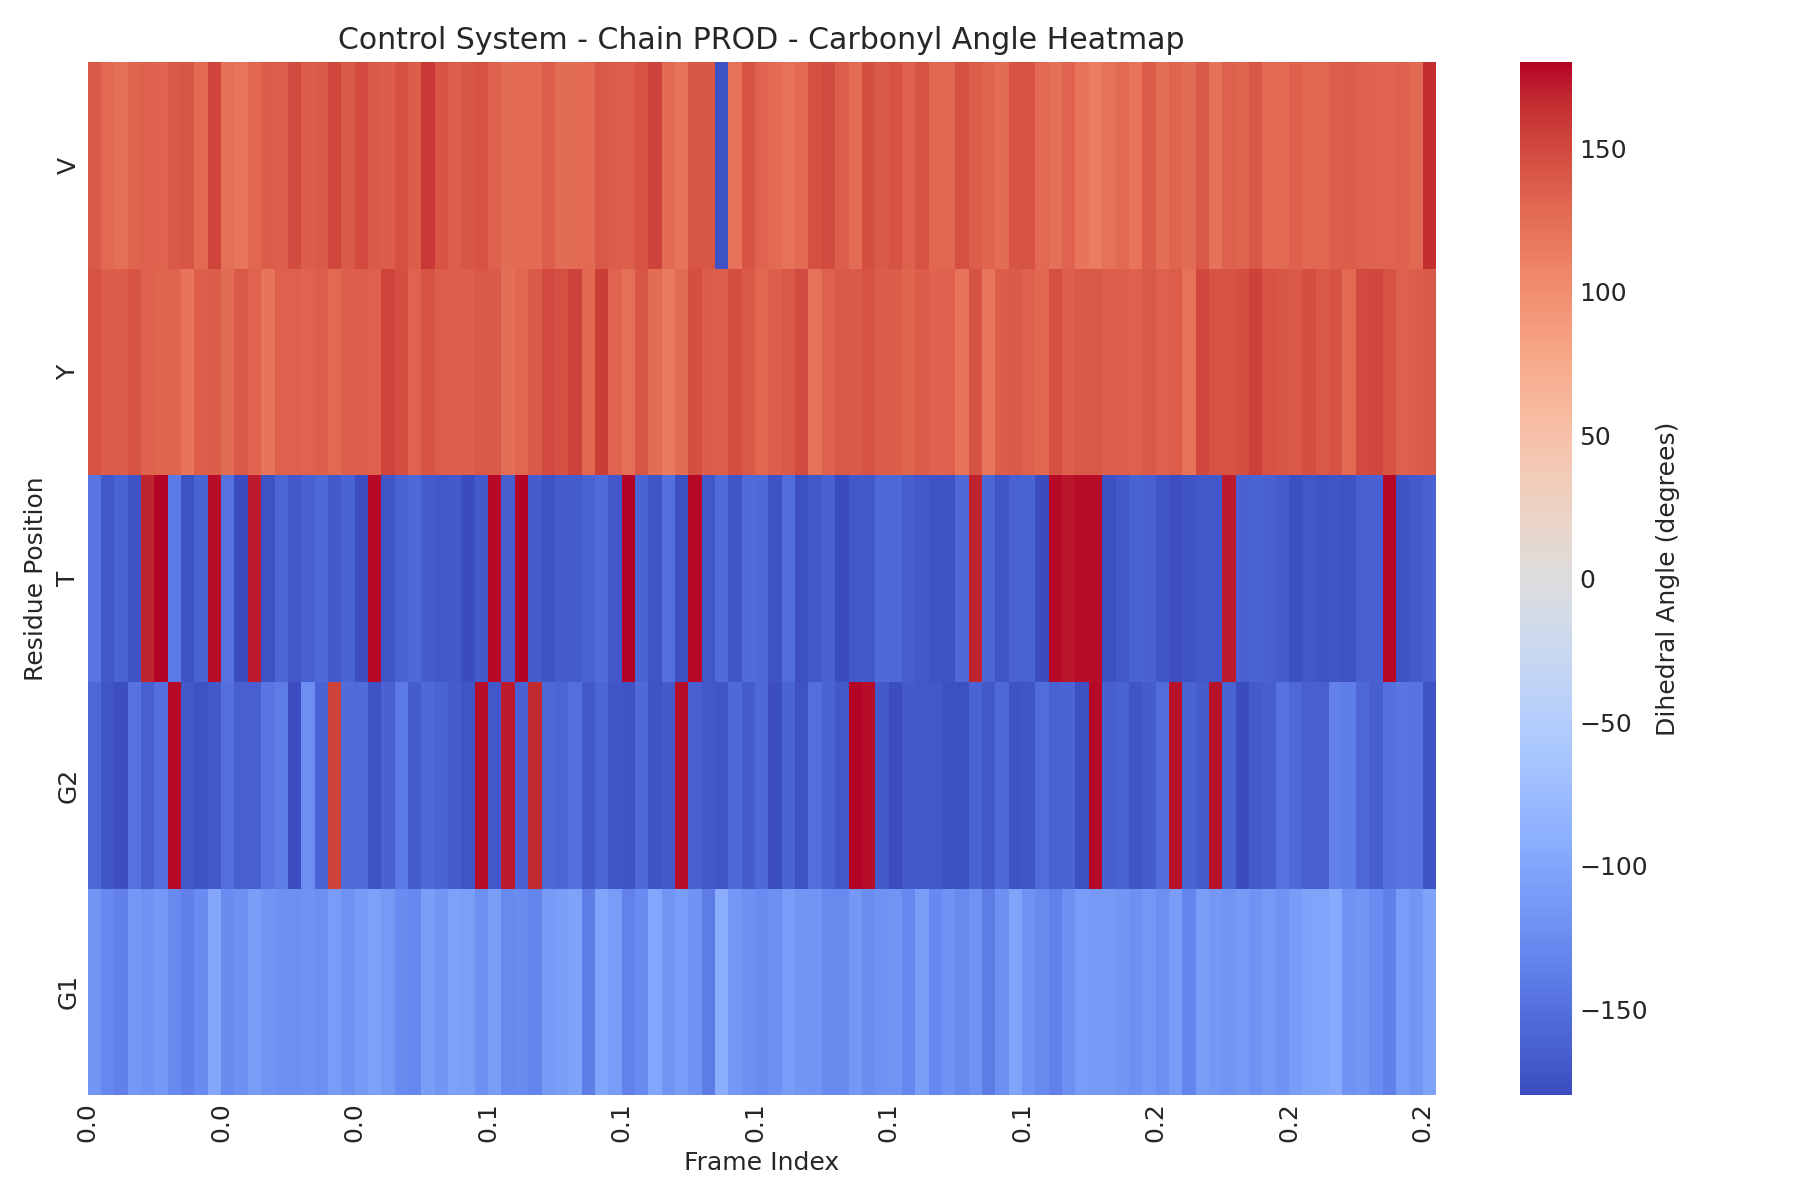 Control System - Chain PROD - Carbonyl Angle Heatmap
Residue Position
V
Y
T
G2
G1
0.0
0.0
0.0
0.1
0.1
0.1
0.1
0.1
0.2
0.2
0.2
Frame Index
150
100
50
0
−50
−100
−150
Dihedral Angle (degrees)